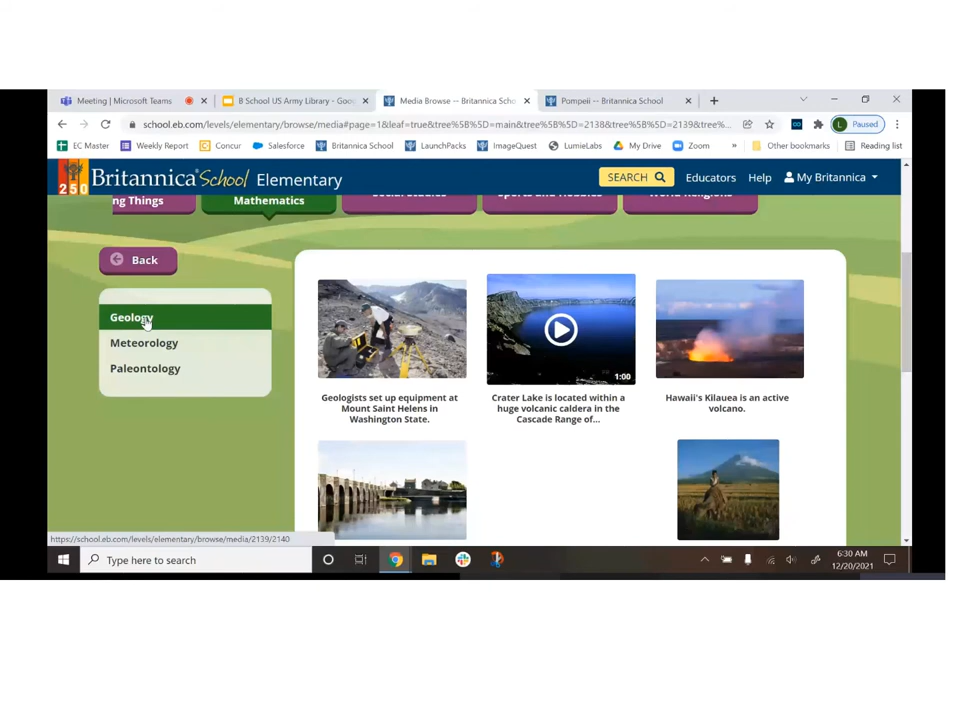 Meeting | Microsoft Teams
B School US Army Library - Goo
Media Browse -- Britannica Scho
Pompeii -- Britannica School
school.eb.com/levels/elementary/browse/media#page=1&leaf=true&tree%5B%5D=main&tree%5B%5D=2138&tree%5B%5D=2139&tree%...
L Paused
EC Master Weekly Report Concur Salesforce Britannica School LaunchPacks ImageQuest LumieLabs My Drive Zoom » Other bookmarks Reading list
250 Britannica School Elementary
SEARCH Educators Help My Britannica
ng Things Mathematics
Back
Geology
Meteorology
Paleontology
1:00
Geologists set up equipment at
Mount Saint Helens in
Washington State.
Crater Lake is located within a
huge volcanic caldera in the
Cascade Range of...
Hawaii's Kilauea is an active
volcano.
https://school.eb.com/levels/elementary/browse/media/2139/2140
Type here to search
6:30 AM
12/20/2021